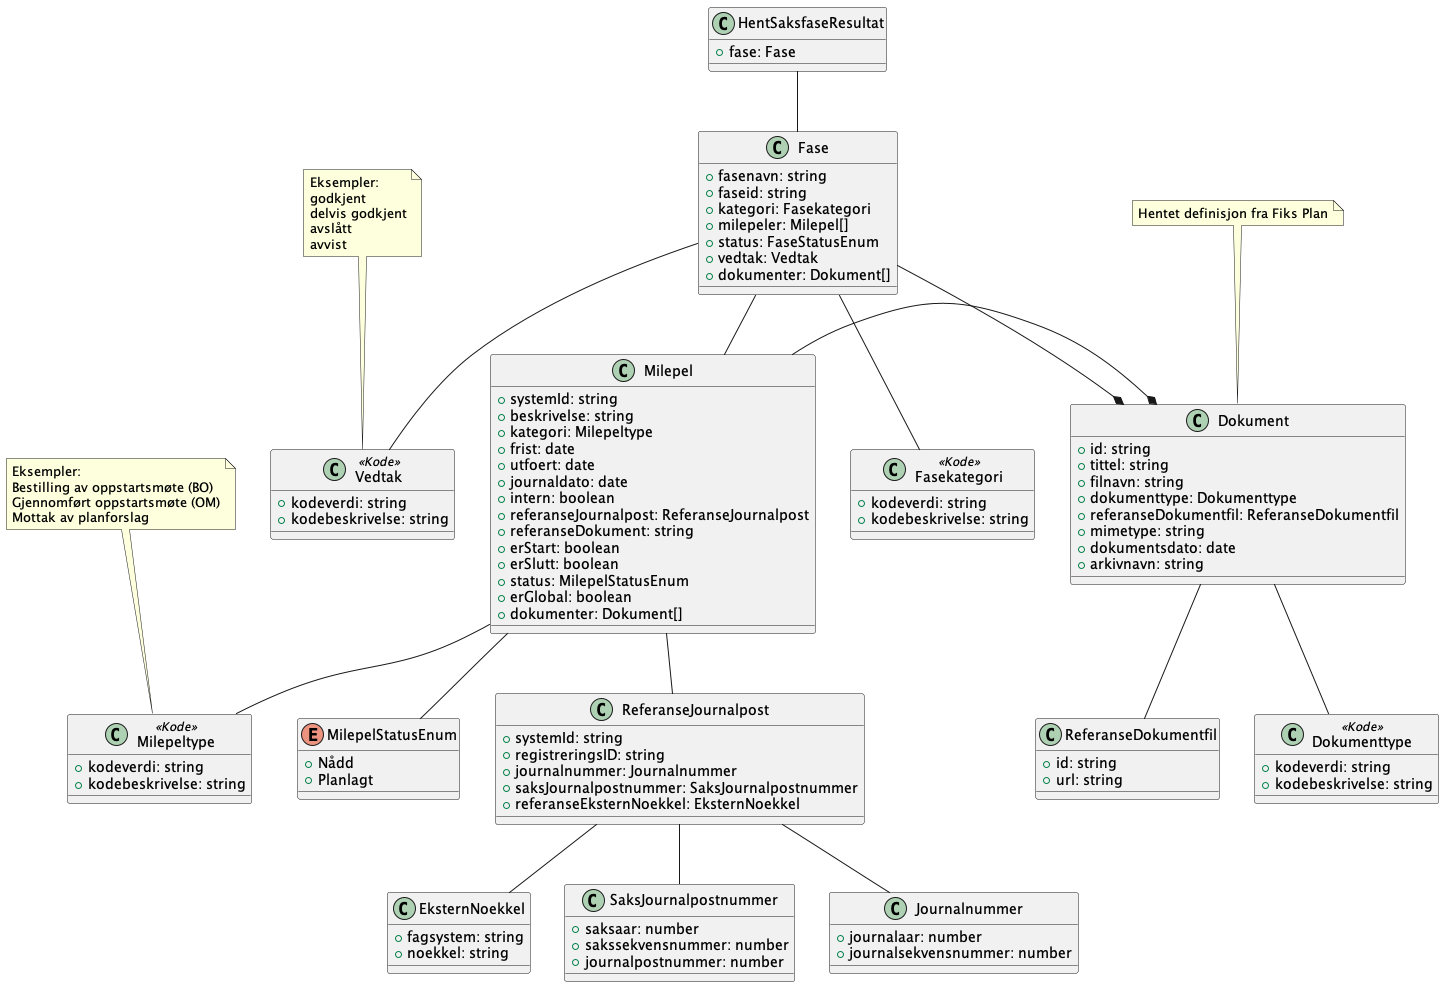 C HentSaksfaseResultat
fase: Fase
C Fase
fasenavn: string
faseid: string
kategori: Fasekategori
milepeler: Milepel[]
status: FaseStatusEnum
vedtak: Vedtak
dokumenter: Dokument[]
Eksempler:
godkjent
delvis godkjent
avslått
avvist
Hentet definisjon fra Fiks Plan
C Milepel
systemId: string
beskrivelse: string
kategori: Milepeltype
frist: date
utfoert: date
journaldato: date
intern: boolean
referanseJournalpost: ReferanseJournalpost
referanseDokument: string
erStart: boolean
erSlutt: boolean
status: MilepelStatusEnum
erGlobal: boolean
dokumenter: Dokument[]
C «Kode»
Vedtak
kodeverdi: string
kodebeskrivelse: string
C «Kode»
Fasekategori
kodeverdi: string
kodebeskrivelse: string
C Dokument
id: string
tittel: string
filnavn: string
dokumenttype: Dokumenttype
referanseDokumentfil: ReferanseDokumentfil
mimetype: string
dokumentsdato: date
arkivnavn: string
Eksempler:
Bestilling av oppstartsmøte (BO)
Gjennomført oppstartsmøte (OM)
Mottak av planforslag
C «Kode»
Milepeltype
kodeverdi: string
kodebeskrivelse: string
E MilepelStatusEnum
Nådd
Planlagt
C ReferanseJournalpost
systemId: string
registreringsID: string
journalnummer: Journalnummer
saksJournalpostnummer: SaksJournalpostnummer
referanseEksternNoekkel: EksternNoekkel
C ReferanseDokumentfil
id: string
url: string
C «Kode»
Dokumenttype
kodeverdi: string
kodebeskrivelse: string
C EksternNoekkel
fagsystem: string
noekkel: string
C SaksJournalpostnummer
saksaar: number
sakssekvensnummer: number
journalpostnummer: number
C Journalnummer
journalaar: number
journalsekvensnummer: number